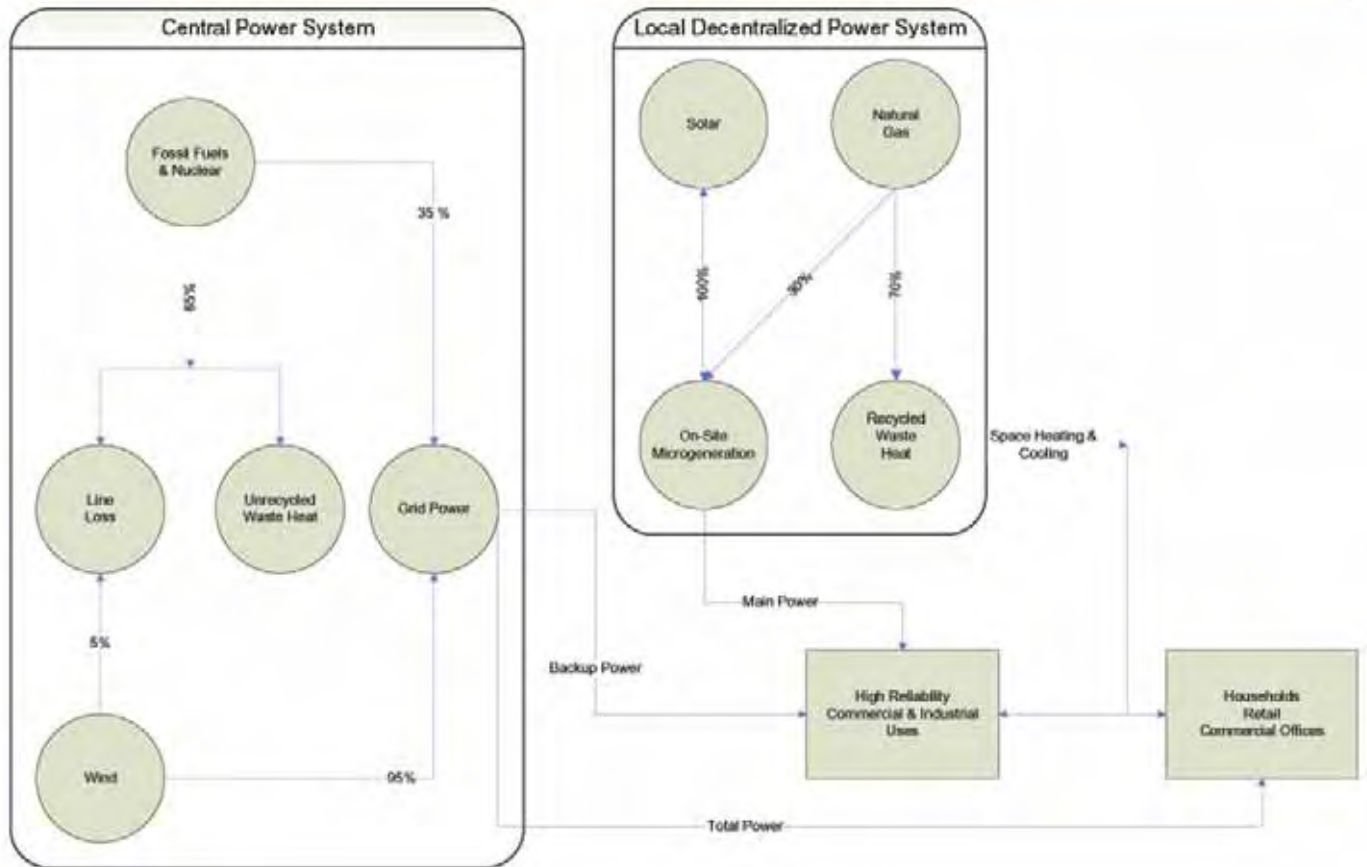 Central Power System
Local Decentralized Power System
Fossil Fuels
& Nuclear
Solar
Natural
Gas
35 %
65%
100%
30%
70%
Line
Loss
Unrecycled
Waste Heat
Grid Power
On-Site
Microgeneration
Recycled
Waste
Heat
Space Heating &
Cooling
5%
Main Power
Backup Power
High Reliability
Commercial & Industrial
Uses
Households
Retail
Commercial Offices
Wind
95%
Total Power